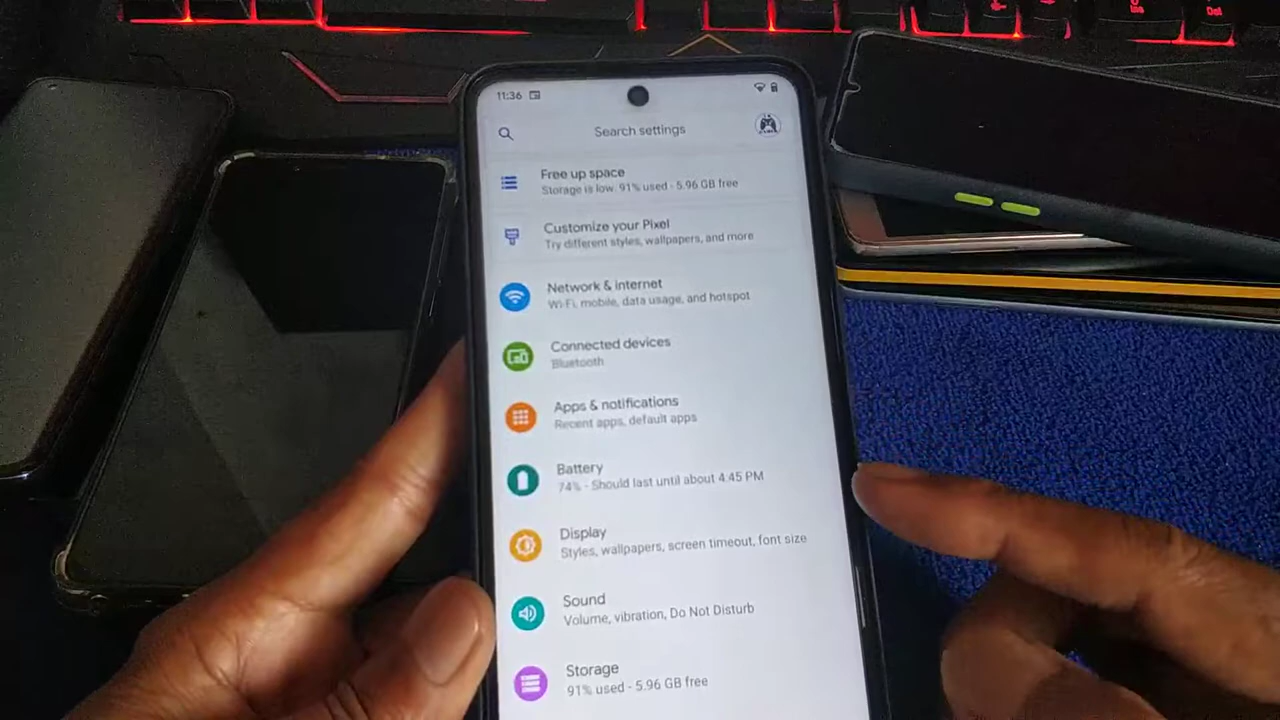 Ins
Del
11:36
Search settings
Free up space
Storage is low. 91% used - 5.96 GB free
Customize your Pixel
Try different styles, wallpapers, and more
Network & internet
Wi-Fi, mobile, data usage, and hotspot
Connected devices
Bluetooth
Apps & notifications
Recent apps, default apps
Battery
74% - Should last until about 4:45 PM
Display
Styles, wallpapers, screen timeout, font size
Sound
Volume, vibration, Do Not Disturb
Storage
91% used - 5.96 GB free